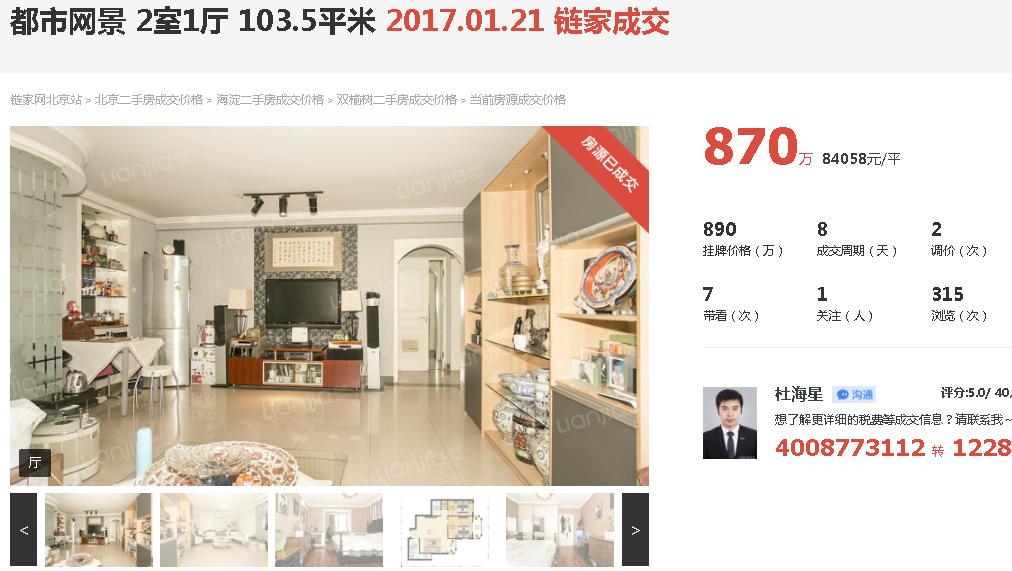 都市网景 2室1厅 103.5平米 2017.01.21 链家成交
链家网北京站 > 北京二手房成交价格 > 海淀二手房成交价格 > 双榆树二手房成交价格 > 当前房源成交价格
房源已成交
Lianjia
厅
<
>
870万 84058元/平
890 8 2
挂牌价格（万） 成交周期（天） 调价（次）
7 1 315
带看（次） 关注（人） 浏览（次）
杜海星 沟通 评分:5.0/ 40,
想了解更详细的税费等成交信息？请联系我～
4008773112 转 1228